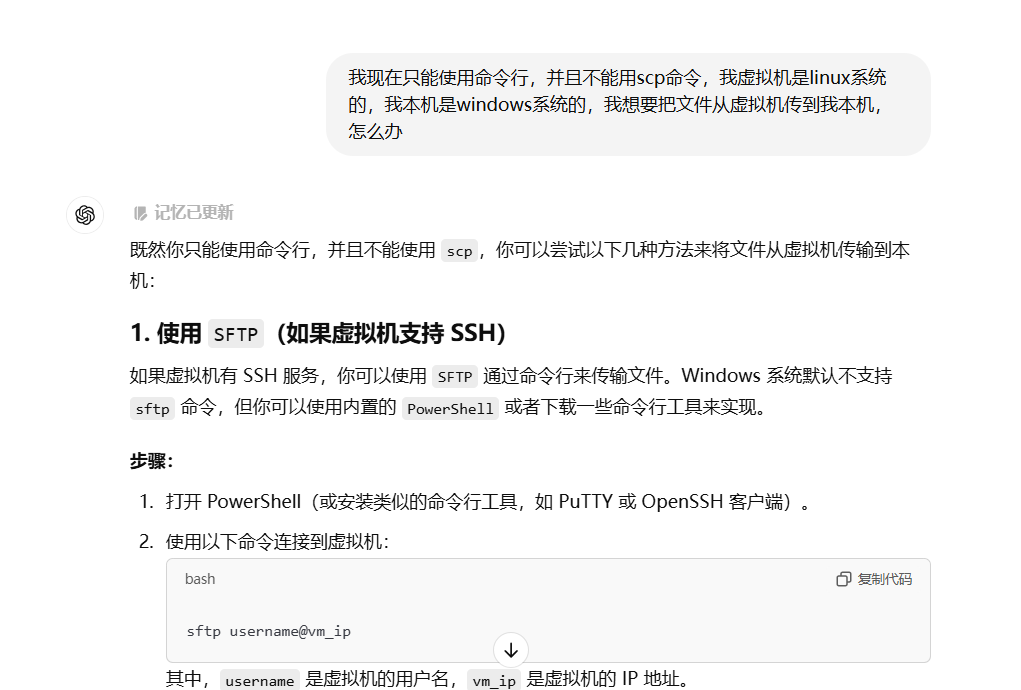 我现在只能使用命令行，并且不能用scp命令，我虚拟机是linux系统
的，我本机是windows系统的，我想要把文件从虚拟机传到我本机，
怎么办
记忆已更新
既然你只能使用命令行，并且不能使用 scp，你可以尝试以下几种方法来将文件从虚拟机传输到本
机：
1. 使用 SFTP（如果虚拟机支持 SSH）
如果虚拟机有 SSH 服务，你可以使用 SFTP 通过命令行来传输文件。Windows 系统默认不支持
sftp 命令，但你可以使用内置的 PowerShell 或者下载一些命令行工具来实现。
步骤：
1. 打开 PowerShell（或安装类似的命令行工具，如 PuTTY 或 OpenSSH 客户端）。
2. 使用以下命令连接到虚拟机：
bash 复制代码
sftp username@vm_ip
其中，username 是虚拟机的用户名，vm_ip 是虚拟机的 IP 地址。